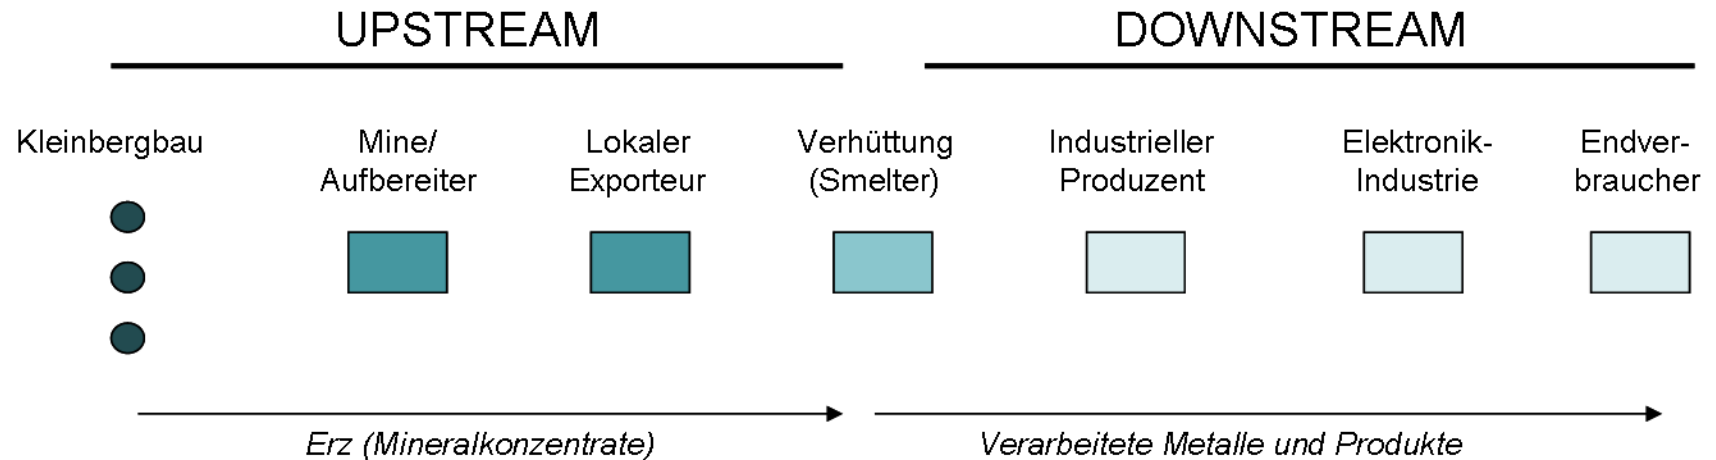 UPSTREAM
DOWNSTREAM
Kleinbergbau
Mine/
Aufbereiter
Lokaler
Exporteur
Verhüttung
(Smelter)
Industrieller
Produzent
Elektronik-
Industrie
Endver-
braucher
Erz (Mineralkonzentrate)
Verarbeitete Metalle und Produkte